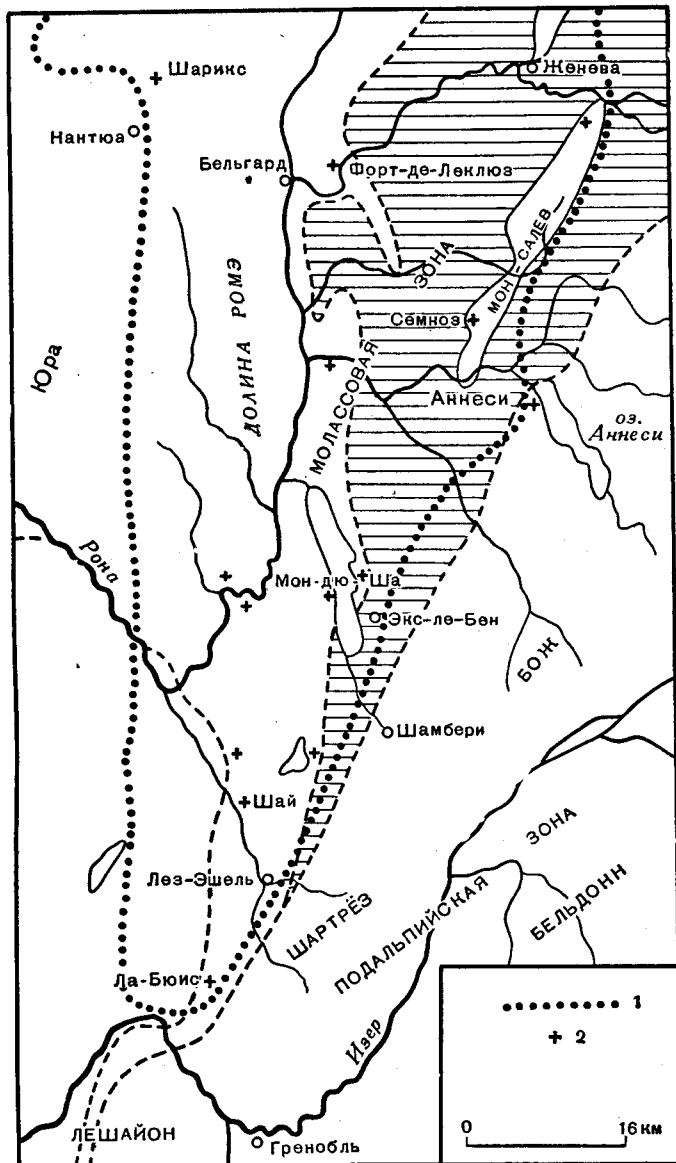 Шарикс
Женева
Нантюа
Бельгард
Форт-де-Леклюз
ЗОНА
МОН-САЛЕВ
Семноз
ДОЛИНА РОМЭ
Юра
МОЛАССОВАЯ
Аннеси
оз.
Аннеси
Рона
Мон-дю-Ша
Экс-ле-Бен
БОЖ
Шамбери
Шай
ЗОНА
Лез-Эшель
ШАРТРЁЗ
ПОДАЛЬПИЙСКАЯ
БЕЛЬДОНН
Ла-Бюис
Изер
1
2
ЛЕШАЙОН
Гренобль
0 16 км